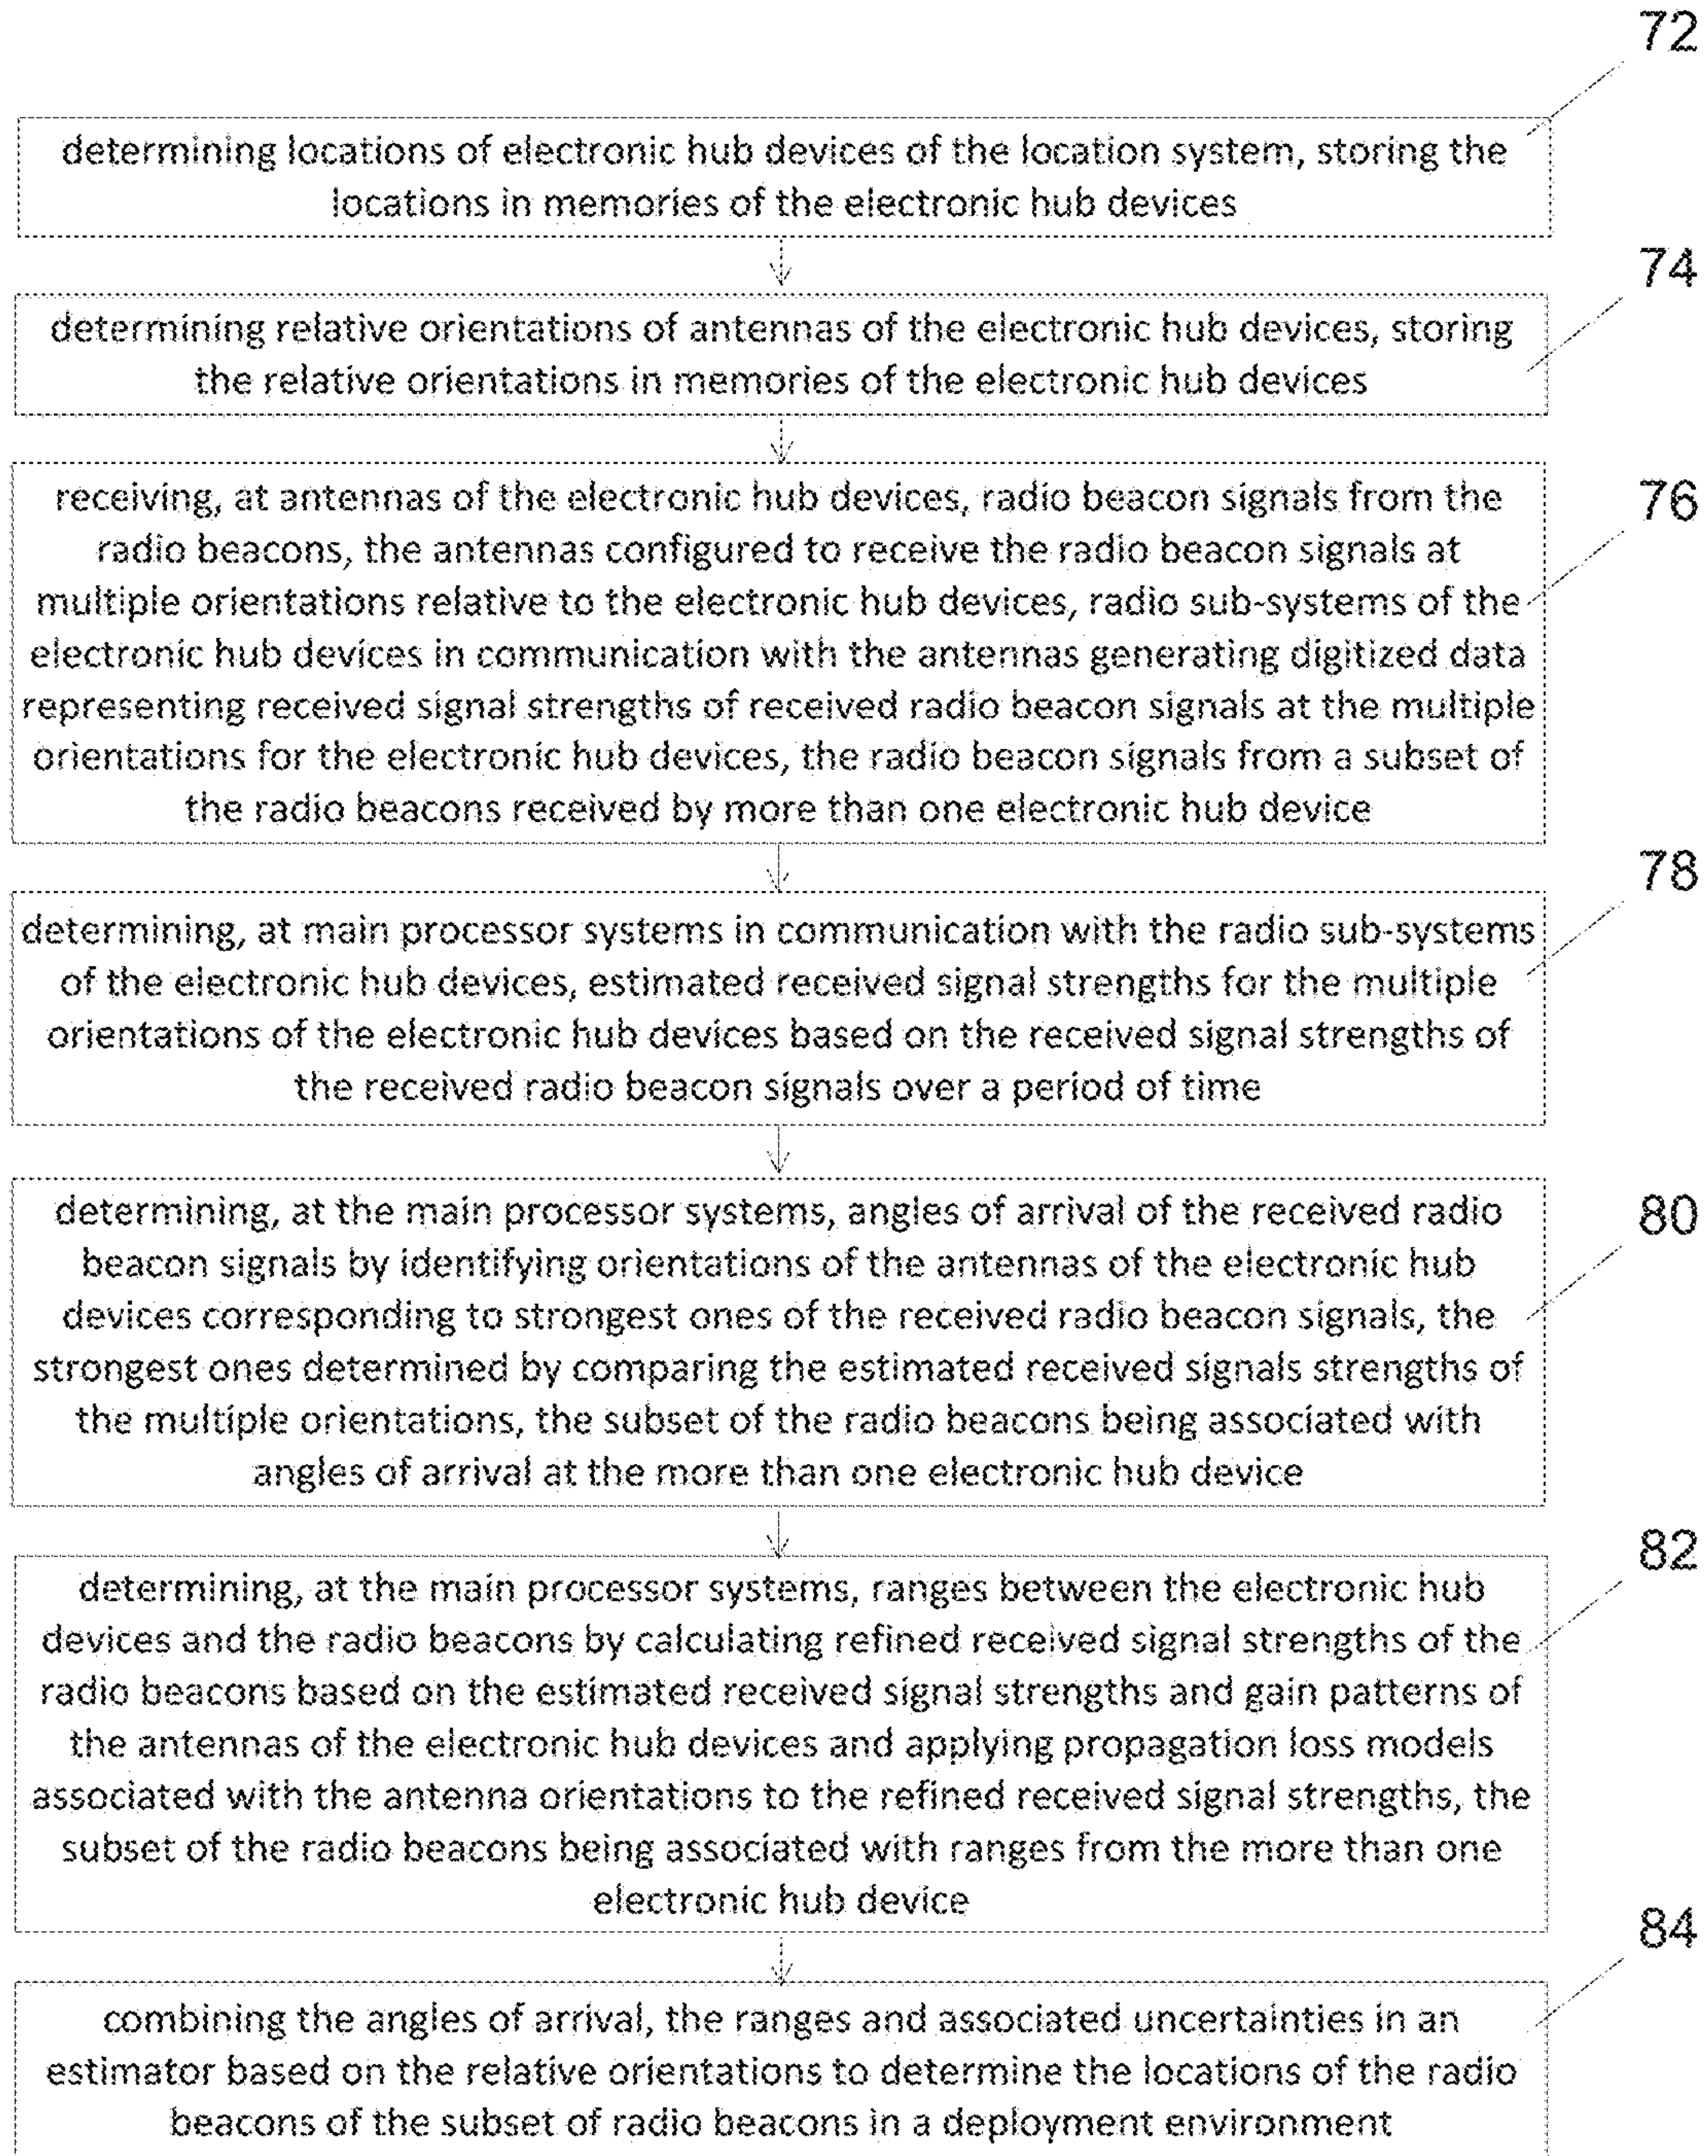 72
determining locations of electronic hub devices of the location system, storing the
locations in memories of the electronic hub devices
74
determining relative orientations of antennas of the electronic hub devices, storing
the relative orientations in memories of the electronic hub devices
76
receiving, at antennas of the electronic hub devices, radio beacon signals from the
radio beacons, the antennas configured to receive the radio beacon signals at
multiple orientations relative to the electronic hub devices, radio sub-systems of the
electronic hub devices in communication with the antennas generating digitized data
representing received signal strengths of received radio beacon signals at the multiple
orientations for the electronic hub devices, the radio beacon signals from a subset of
the radio beacons received by more than one electronic hub device
78
determining, at main processor systems in communication with the radio sub-systems
of the electronic hub devices, estimated received signal strengths for the multiple
orientations of the electronic hub devices based on the received signal strengths of
the received radio beacon signals over a period of time
80
determining, at the main processor systems, angles of arrival of the received radio
beacon signals by identifying orientations of the antennas of the electronic hub
devices corresponding to strongest ones of the received radio beacon signals, the
strongest ones determined by comparing the estimated received signals strengths of
the multiple orientations, the subset of the radio beacons being associated with
angles of arrival at the more than one electronic hub device
82
determining, at the main processor systems, ranges between the electronic hub
devices and the radio beacons by calculating refined received signal strengths of the
radio beacons based on the estimated received signal strengths and gain patterns of
the antennas of the electronic hub devices and applying propagation loss models
associated with the antenna orientations to the refined received signal strengths, the
subset of the radio beacons being associated with ranges from the more than one
electronic hub device
84
combining the angles of arrival, the ranges and associated uncertainties in an
estimator based on the relative orientations to determine the locations of the radio
beacons of the subset of radio beacons in a deployment environment